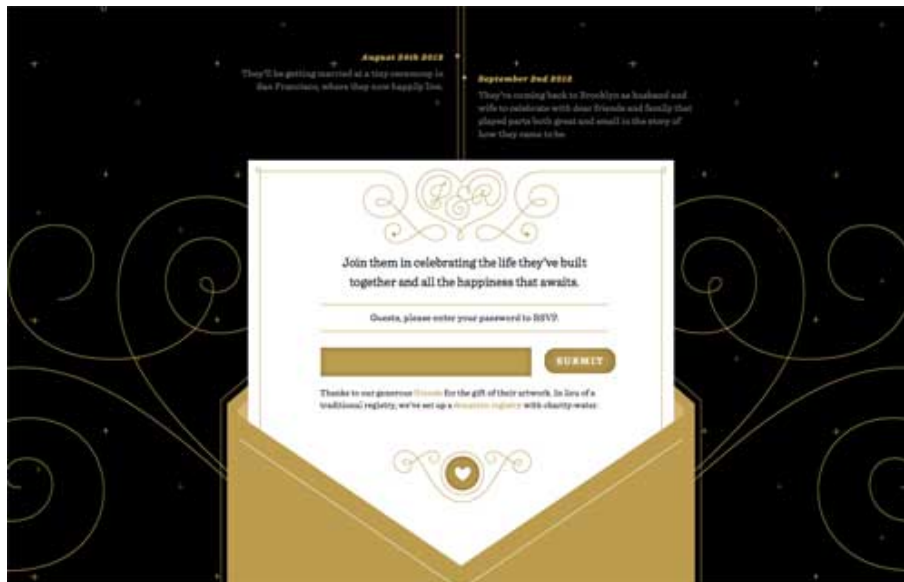 August 26th 2012
They'll be getting married at a tiny ceremony in
San Francisco, where they now happily live.
September 2nd 2012
They're coming back to Brooklyn as husband and
wife to celebrate with dear friends and family that
played parts both great and small in the story of
how they came to be
J & R
Join them in celebrating the life they've built
together and all the happiness that awaits.
Guests, please enter your password to RSVP.
SUBMIT
Thanks to our generous friends for the gift of their artwork. In lieu of a
traditional registry, we've set up a donation registry with charity: water.